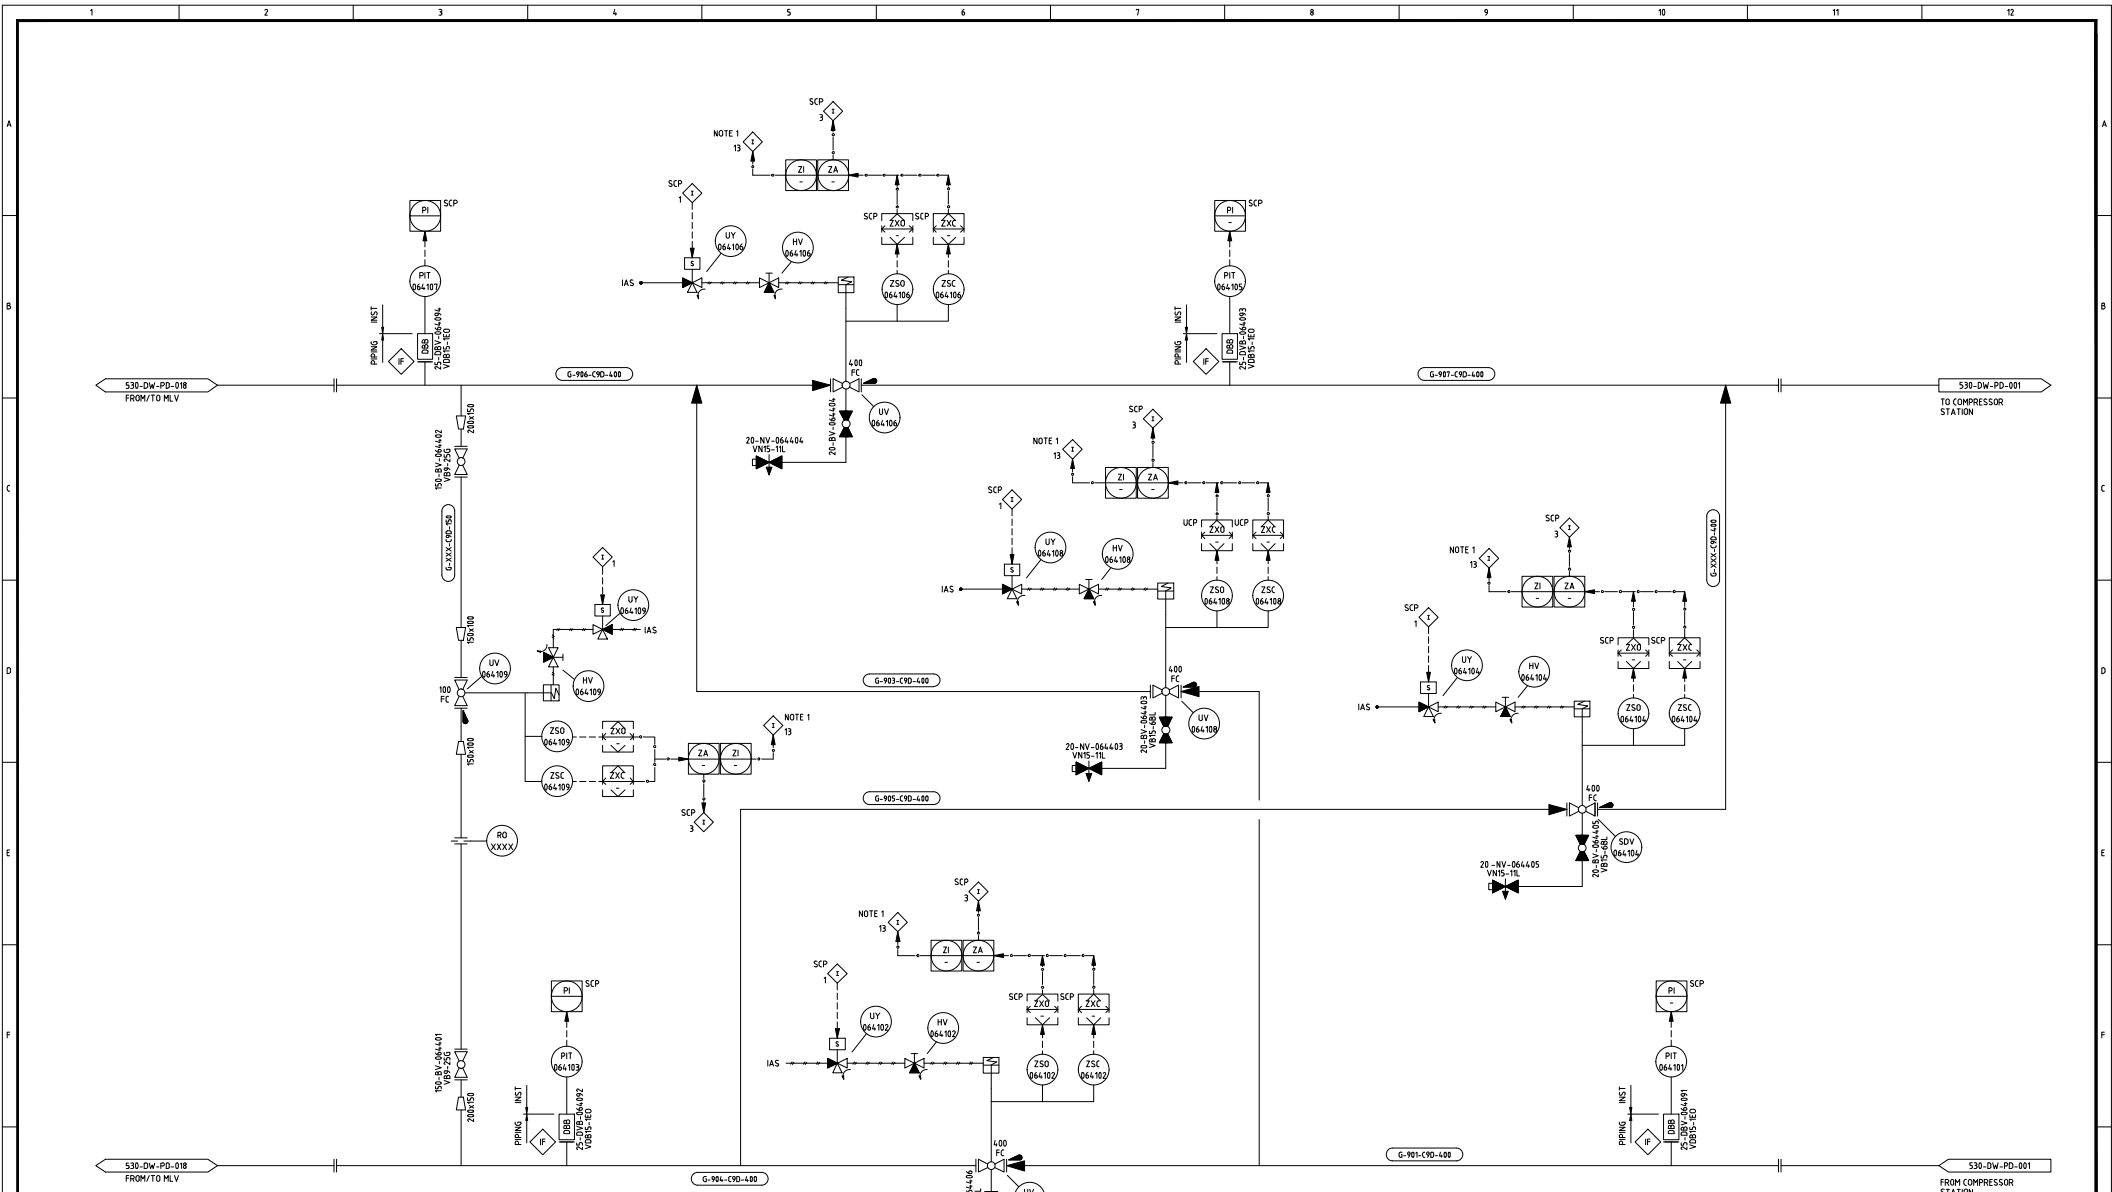 1 2 3 4 5 6 7 8 9 10 11 12
A
A
SCP
3
I
NOTE 1
13
I
ZI
-
ZA
-
SCP
1
I
SCP
ZXO
-
SCP
ZXC
-
PI
SCP
PI
-
SCP
UY
064106
HV
064106
S
IAS
ZSO
064106
ZSC
064106
PIT
064107
PIT
064105
B
B
INST
PIPING
IF
DBB
25-DBV-064094
VDB15-1EO
INST
PIPING
IF
DBB
25-DVB-064093
VDB15-1EO
400
FC
G-906-C9D-400
G-907-C9D-400
530-DW-PD-018
FROM/TO MLV
530-DW-PD-001
TO COMPRESSOR
STATION
UV
064106
20-BV-064404
20-NV-064404
VN15-11L
200x150
150-BV-064402
VB9-25G
G-XXX-C9D-150
C
C
SCP
3
I
NOTE 1
13
I
ZI
-
ZA
-
SCP
1
I
UCP
ZXO
-
UCP
ZXC
-
UY
064108
HV
064108
S
IAS
ZSO
064108
ZSC
064108
SCP
3
I
NOTE 1
13
I
ZI
-
ZA
-
G-XXX-C9D-400
I
1
S
UY
064109
IAS
150x100
UV
064109
HV
064109
100
FC
150x100
D
D
SCP
1
I
SCP
ZXO
-
SCP
ZXC
-
UY
064104
HV
064104
S
IAS
ZSO
064104
ZSC
064104
G-903-C9D-400
400
FC
UV
064108
20-BV-064403
VB15-6BL
20-NV-064403
VN15-11L
ZSO
064109
ZXO
-
ZSC
064109
ZXC
-
ZA
-
ZI
-
I
NOTE 1
13
SCP
3
I
G-905-C9D-400
400
FC
SDV
064104
20-BV-064405
VB15-6BL
20 -NV-064405
VN15-11L
RO
XXXX
E
E
SCP
3
I
NOTE 1
13
I
ZI
-
ZA
-
SCP
1
I
SCP
ZXO
-
SCP
ZXC
-
PI
SCP
PI
-
SCP
UY
064102
HV
064102
S
IAS
ZSO
064102
ZSC
064102
PIT
064103
PIT
064101
F
F
150-BV-064401
VB9-25G
200x150
INST
PIPING
IF
DBB
25-DVB-064092
VDB15-1EO
INST
PIPING
IF
DBB
25-DBV-064091
VDB15-1EO
400
FC
G-904-C9D-400
G-901-C9D-400
530-DW-PD-018
FROM/TO MLV
530-DW-PD-001
FROM COMPRESSOR
STATION
UV